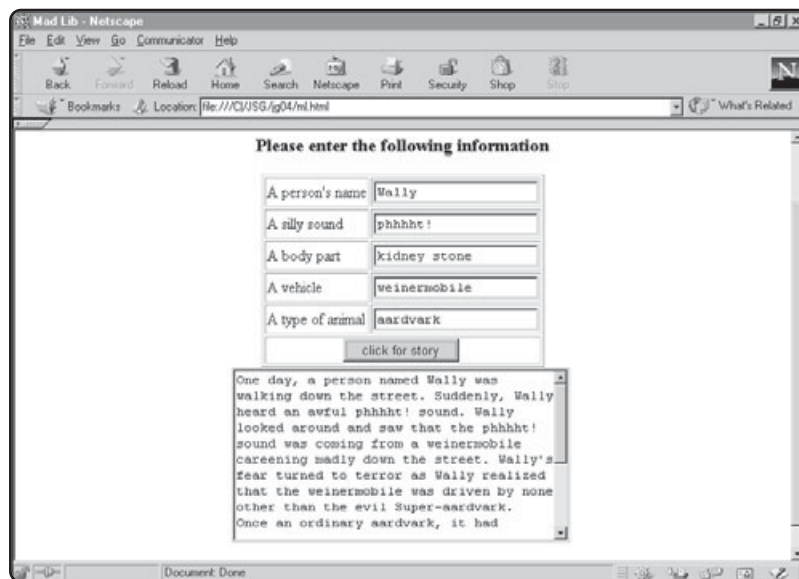 Mad Lib - Netscape
File Edit View Go Communicator Help
Back Forward Reload Home Search Netscape Print Security Shop Stop
Bookmarks Location: file:///C|/JSG/jg04/ml.html What's Related
Please enter the following information
A person's name Wally
A silly sound phhhht!
A body part kidney stone
A vehicle weinermobile
A type of animal aardvark
click for story
One day, a person named Wally was
walking down the street. Suddenly, Wally
heard an awful phhhht! sound. Wally
looked around and saw that the phhhht!
sound was coming from a weinermobile
careening madly down the street. Wally's
fear turned to terror as Wally realized
that the weinermobile was driven by none
other than the evil Super-aardvark.
Once an ordinary aardvark, it had
Document: Done